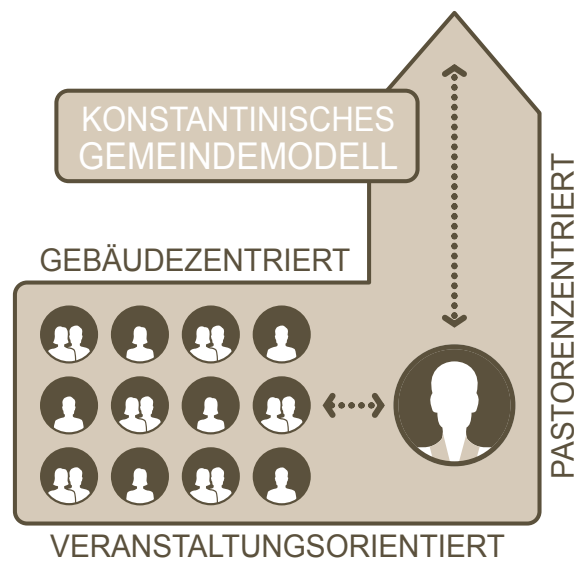 KONSTANTINISCHES
GEMEINDEMODELL
GEBÄUDEZENTRIERT
PASTORENZENTRIERT
VERANSTALTUNGSORIENTIERT